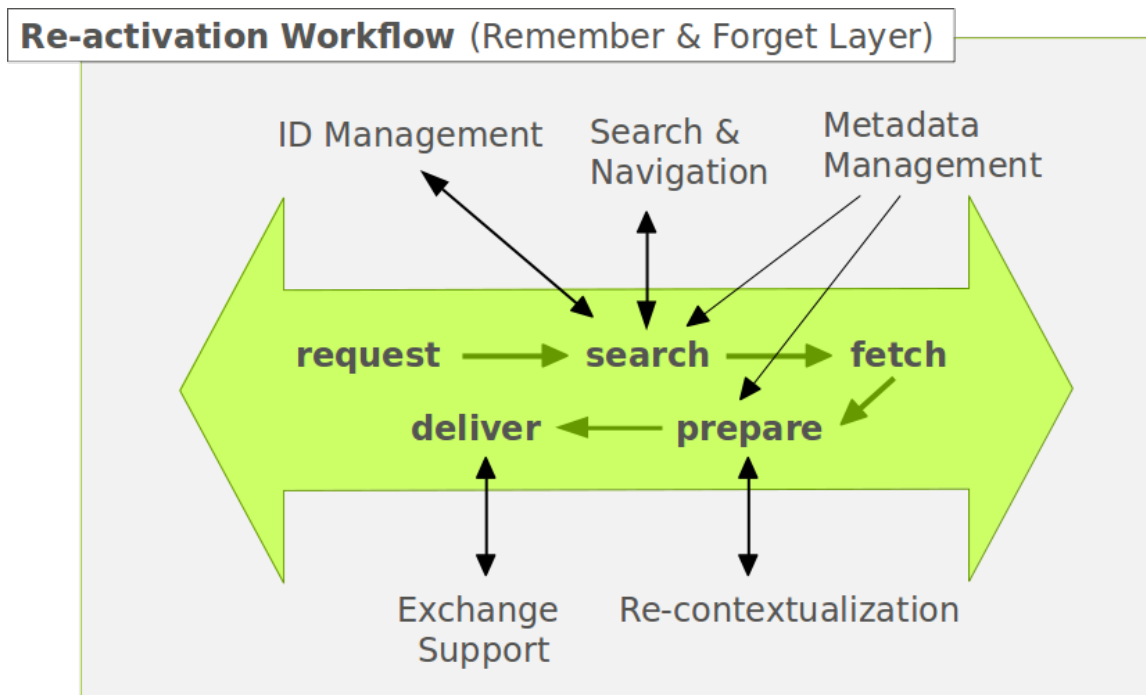 Re-activation Workflow (Remember & Forget Layer)
ID Management
Search &
Navigation
Metadata
Management
request
search
fetch
deliver
prepare
Exchange
Support
Re-contextualization